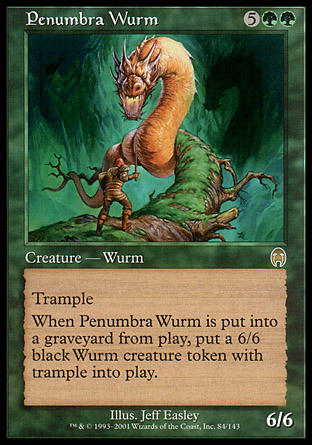 Penumbra Wurm 5
Creature — Wurm
Trample
When Penumbra Wurm is put into
a graveyard from play, put a 6/6
black Wurm creature token with
trample into play.
6/6
Illus. Jeff Easley
™ & © 1993-2001 Wizards of the Coast, Inc. 84/143